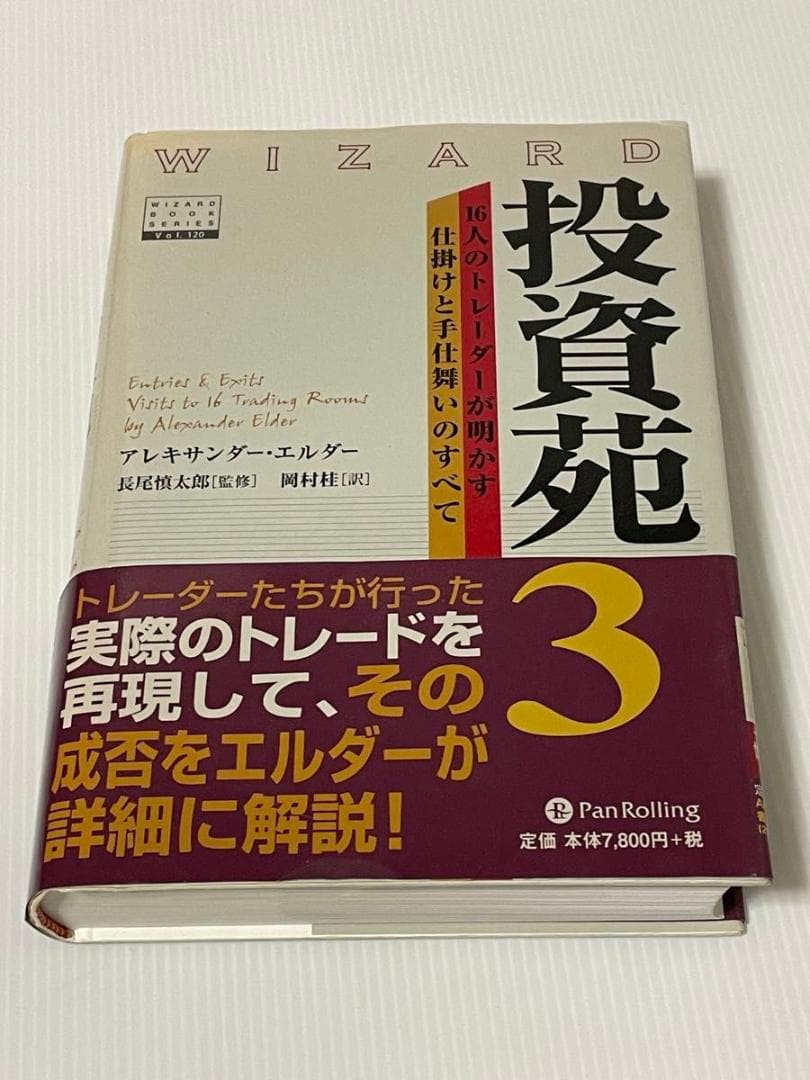 WIZARD
WIZARD
BOOK
SERIES
Vol. 120
投資苑
3
16人のトレーダーが明かす
仕掛けと手仕舞いのすべて
Entries & Exits
Visits to 16 Trading Rooms
by Alexander Elder
アレキサンダー・エルダー
長尾慎太郎[監修] 岡村桂[訳]
トレーダーたちが行った
実際のトレードを
再現して、その
成否をエルダーが
詳細に解説!
PanRolling
定価 本体7,800円+税